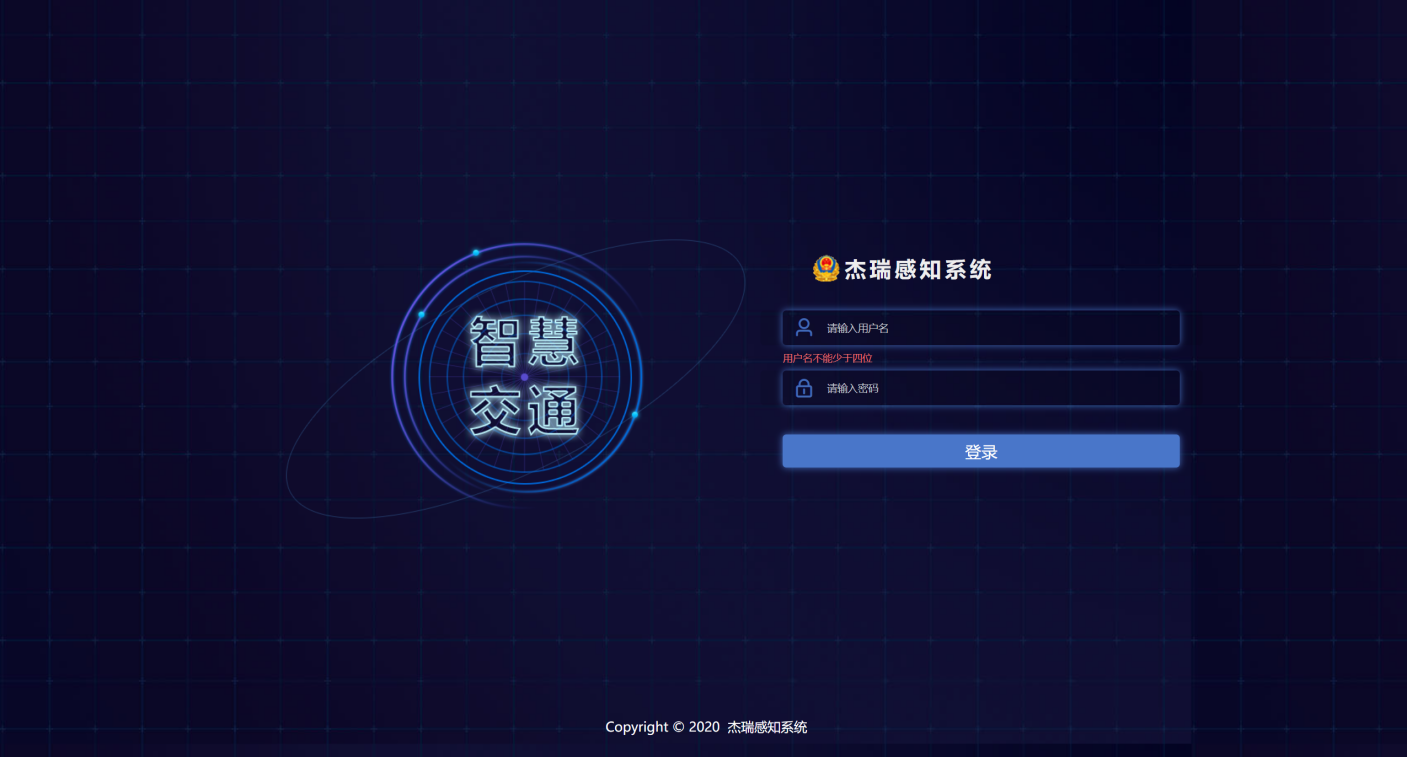 智慧
交通
杰瑞感知系统
请输入用户名
用户名不能少于四位
请输入密码
登录
Copyright © 2020 杰瑞感知系统